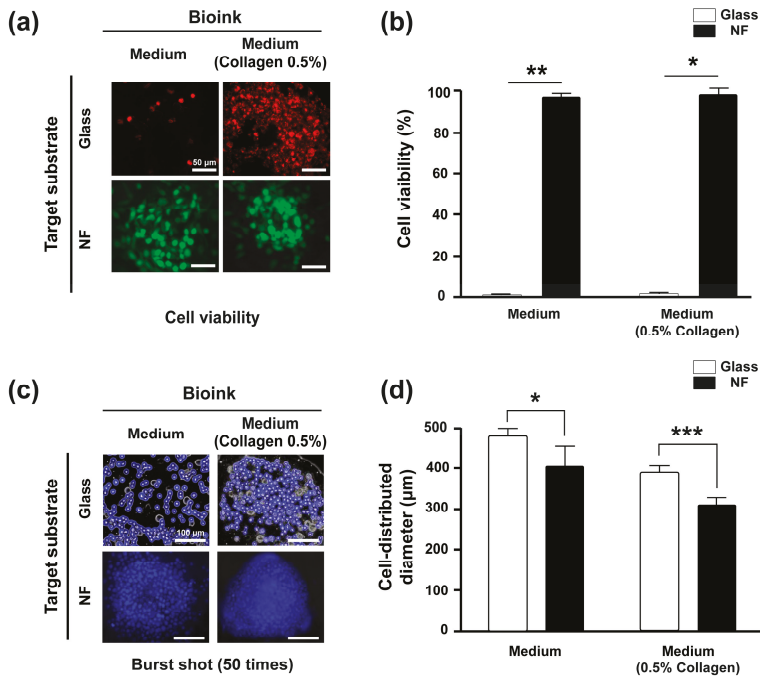 (a)
Bioink
Medium
Medium
(Collagen 0.5%)
Target substrate
Glass
NF
50 µm
Cell viability
(b)
Glass
NF
**
*
Cell viaibility (%)
100
80
60
40
20
0
Medium
Medium
(0.5% Collagen)
(c)
Bioink
Medium
Medium
(Collagen 0.5%)
Target substrate
Glass
NF
100 µm
Burst shot (50 times)
(d)
Glass
NF
*
***
Cell-distributed
diameter (µm)
500
400
300
200
100
0
Medium
Medium
(0.5% Collagen)